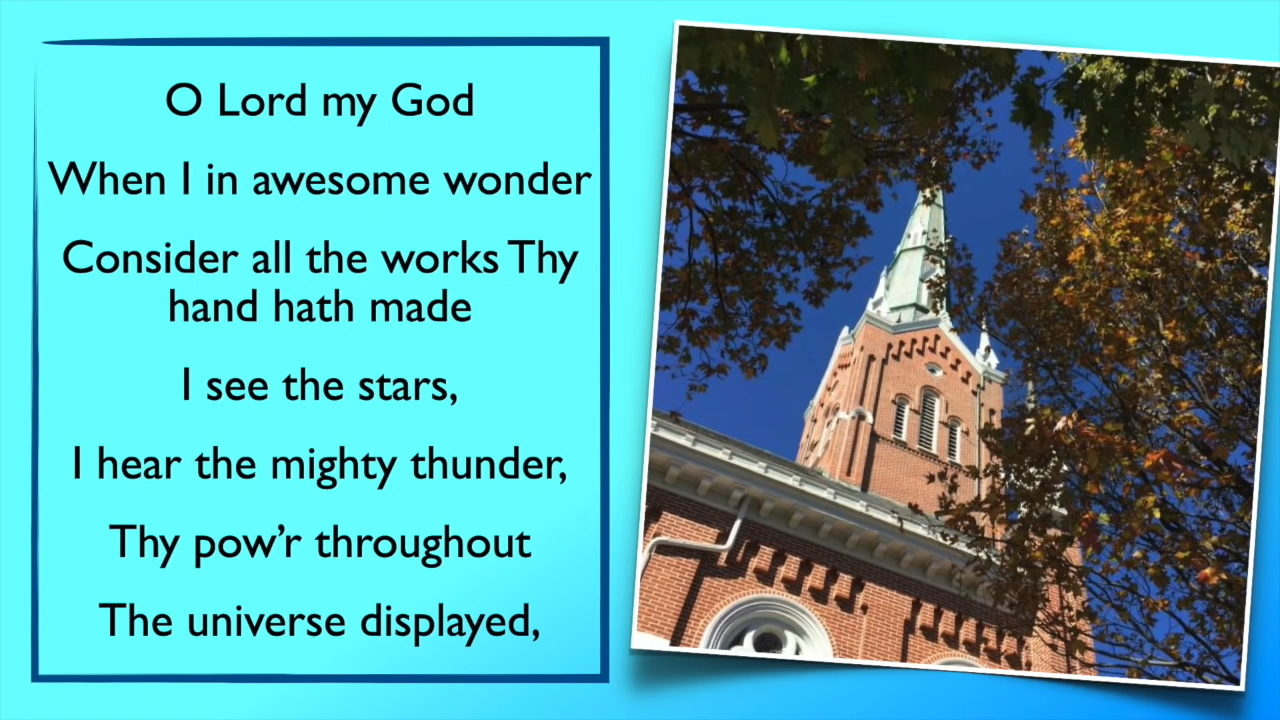 O Lord my God
When I in awesome wonder
Consider all the works Thy
hand hath made
I see the stars,
I hear the mighty thunder,
Thy pow’r throughout
The universe displayed,